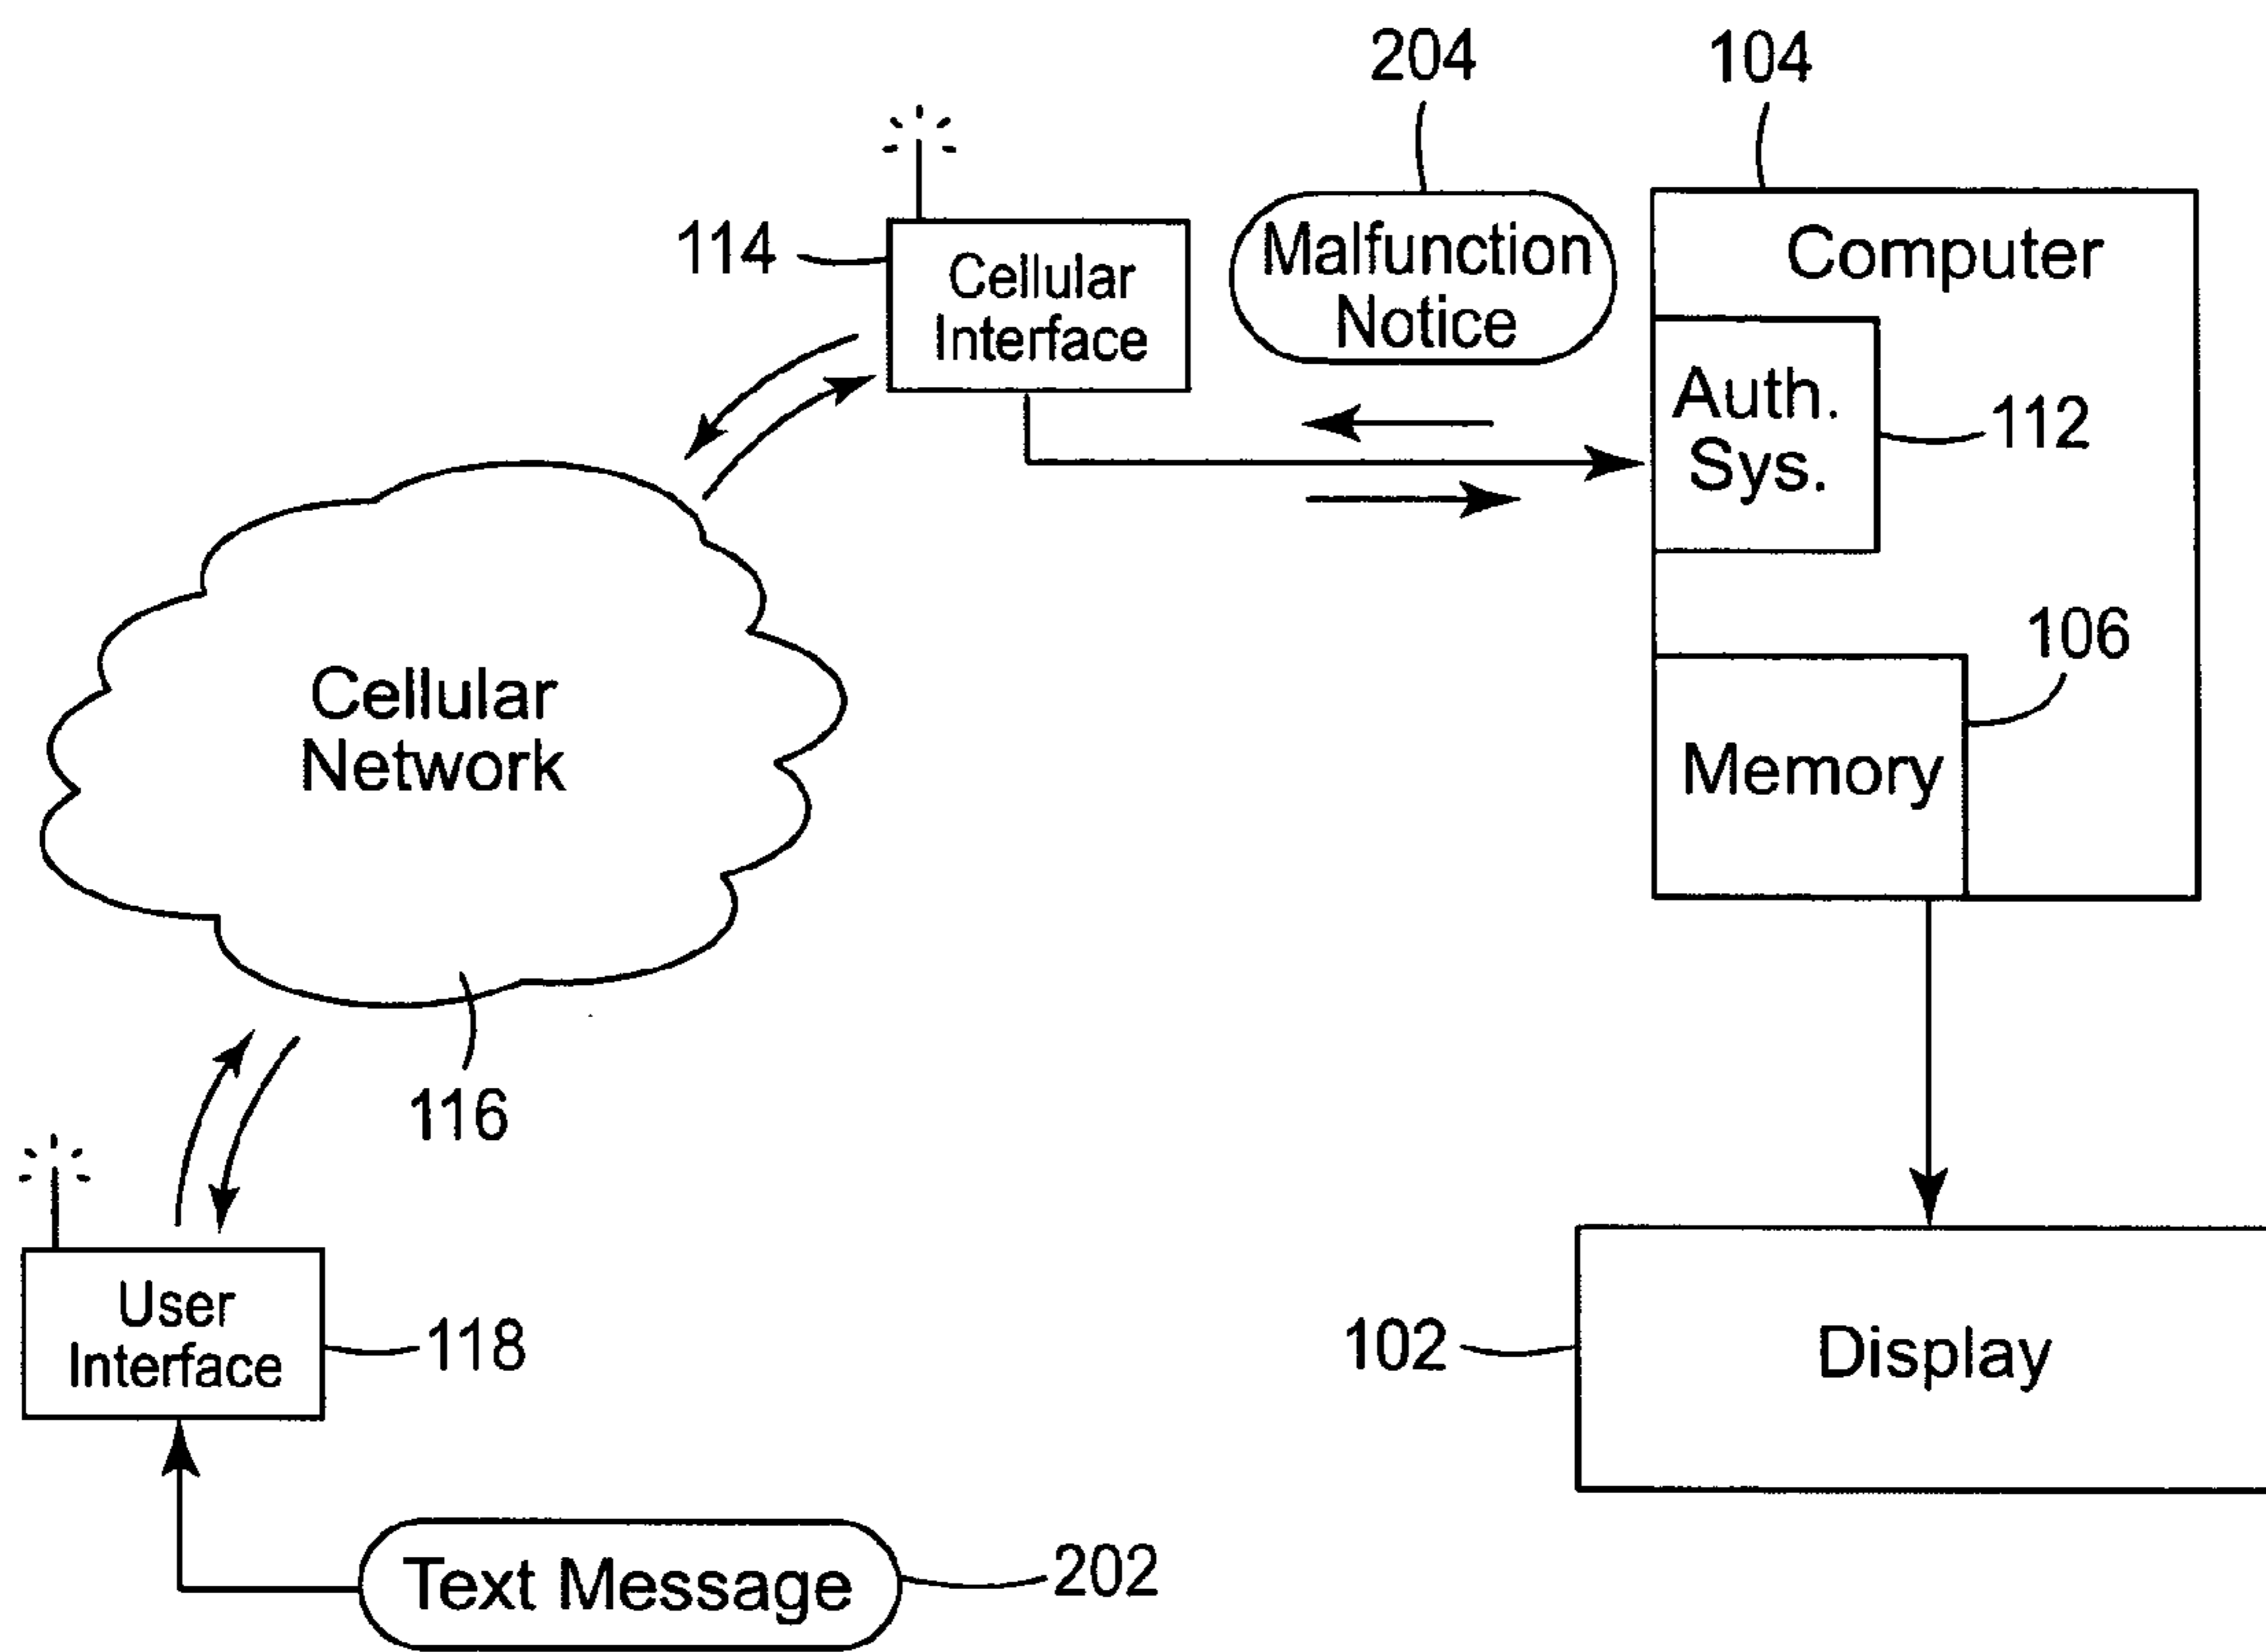 204
104
114
Cellular
Interface
Malfunction
Notice
Computer
Auth.
Sys.
112
106
Memory
Cellular
Network
116
User
Interface
118
102
Display
Text Message
202